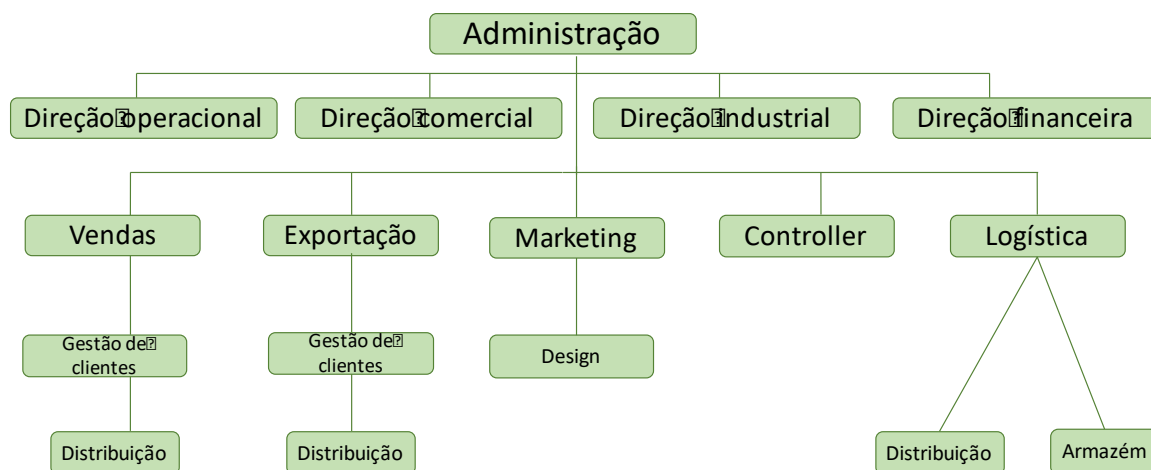 Administração
Direção operacional
Direção comercial
Direção industrial
Direção financeira
Vendas
Exportação
Marketing
Controller
Logística
Gestão de
clientes
Gestão de
clientes
Design
Distribuição
Distribuição
Distribuição
Armazém